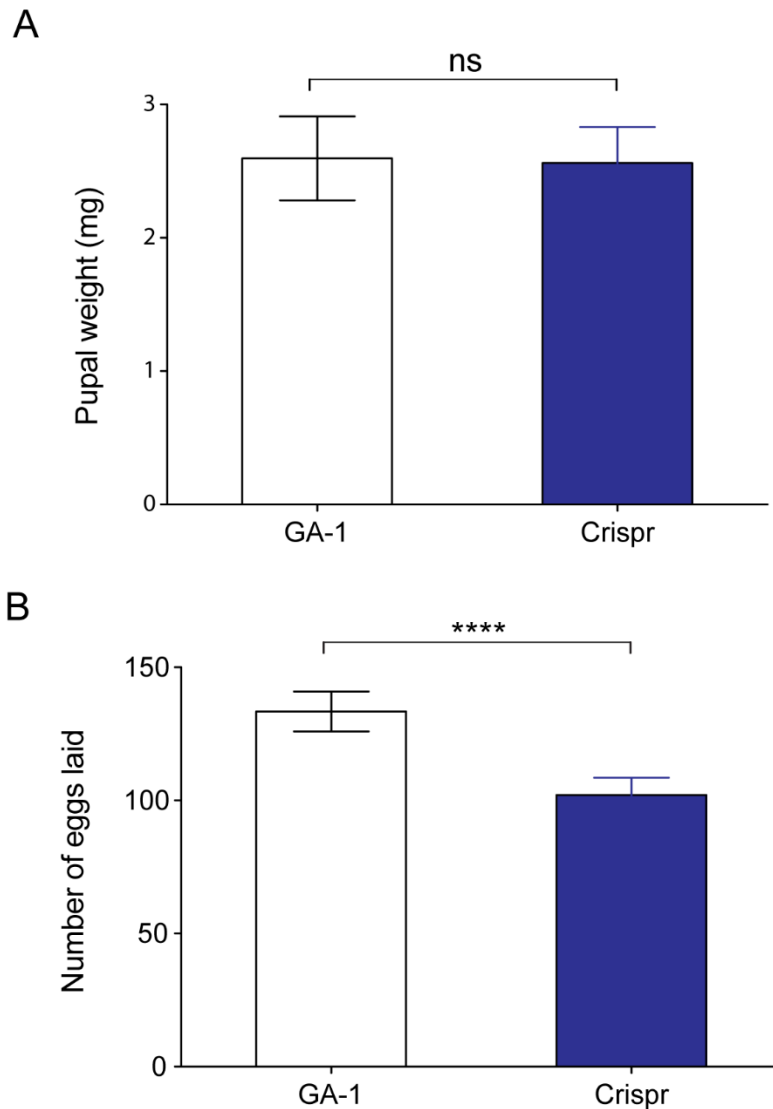 A
ns
3
2
1
0
Pupal weight (mg)
GA-1 Crispr
B
****
150
100
50
0
Number of eggs laid
GA-1 Crispr